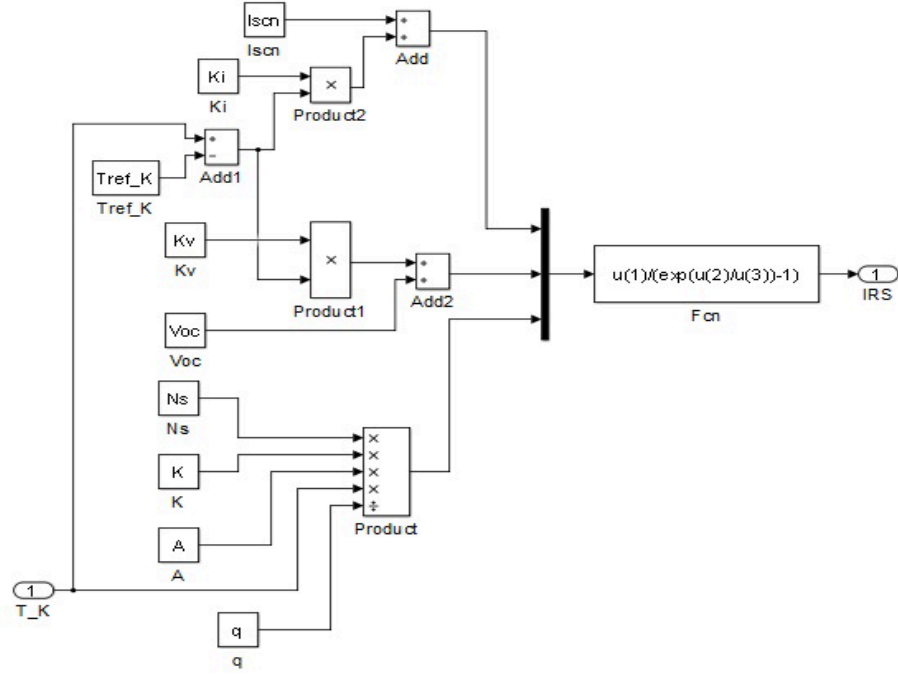 Iscn
Iscn
+
+
Add
Ki
Ki
×
Product2
+
−
Add1
Tref_K
Tref_K
Kv
Kv
×
Product1
+
+
Add2
u(1)/(exp(u(2)/u(3))-1)
Fcn
1
IRS
Voc
Voc
Ns
Ns
K
K
A
A
×
×
×
×
÷
Product
1
T_K
q
q